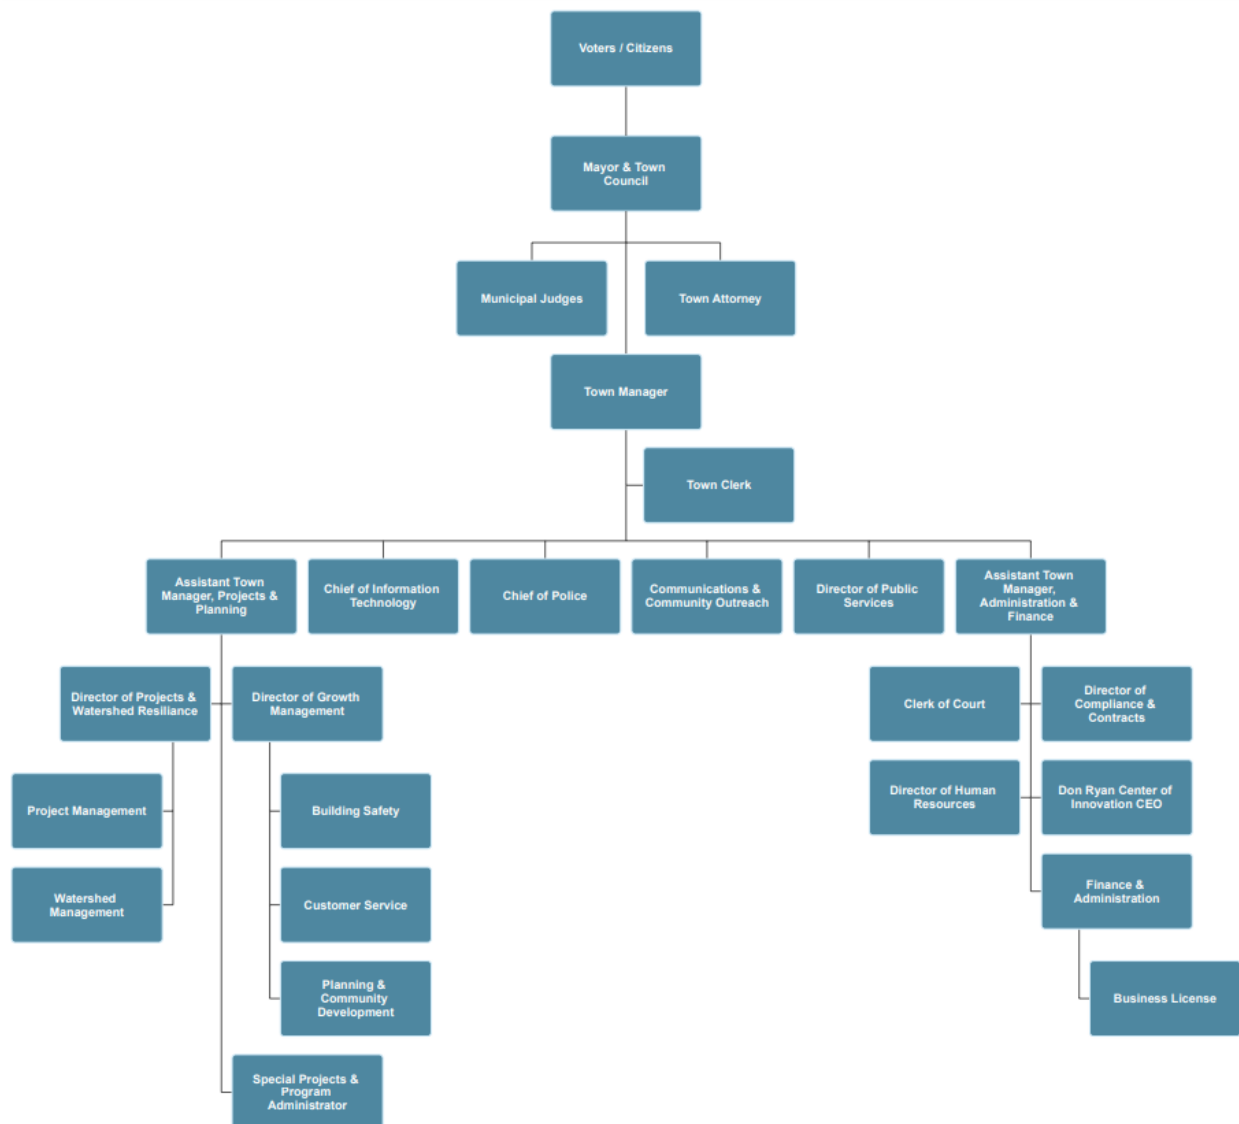 Voters / Citizens
Mayor & Town
Council
Municipal Judges
Town Attorney
Town Manager
Town Clerk
Assistant Town
Manager, Projects &
Planning
Chief of Information
Technology
Chief of Police
Communications &
Community Outreach
Director of Public
Services
Assistant Town
Manager,
Administration &
Finance
Director of Projects &
Watershed Resiliance
Director of Growth
Management
Clerk of Court
Director of
Compliance &
Contracts
Project Management
Building Safety
Director of Human
Resources
Don Ryan Center of
Innovation CEO
Watershed
Management
Customer Service
Finance &
Administration
Planning &
Community
Development
Business License
Special Projects &
Program
Administrator